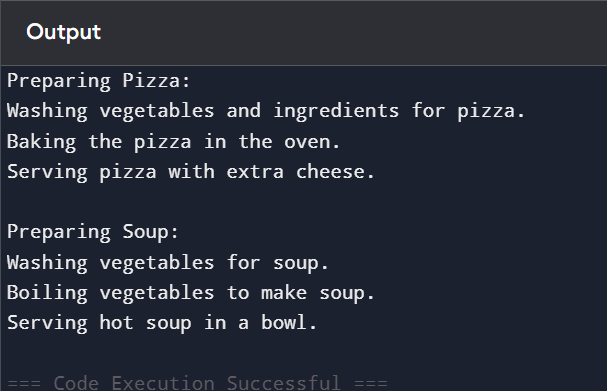 Output
Preparing Pizza:
Washing vegetables and ingredients for pizza.
Baking the pizza in the oven.
Serving pizza with extra cheese.
Preparing Soup:
Washing vegetables for soup.
Boiling vegetables to make soup.
Serving hot soup in a bowl.
=== Code Execution Successful ===